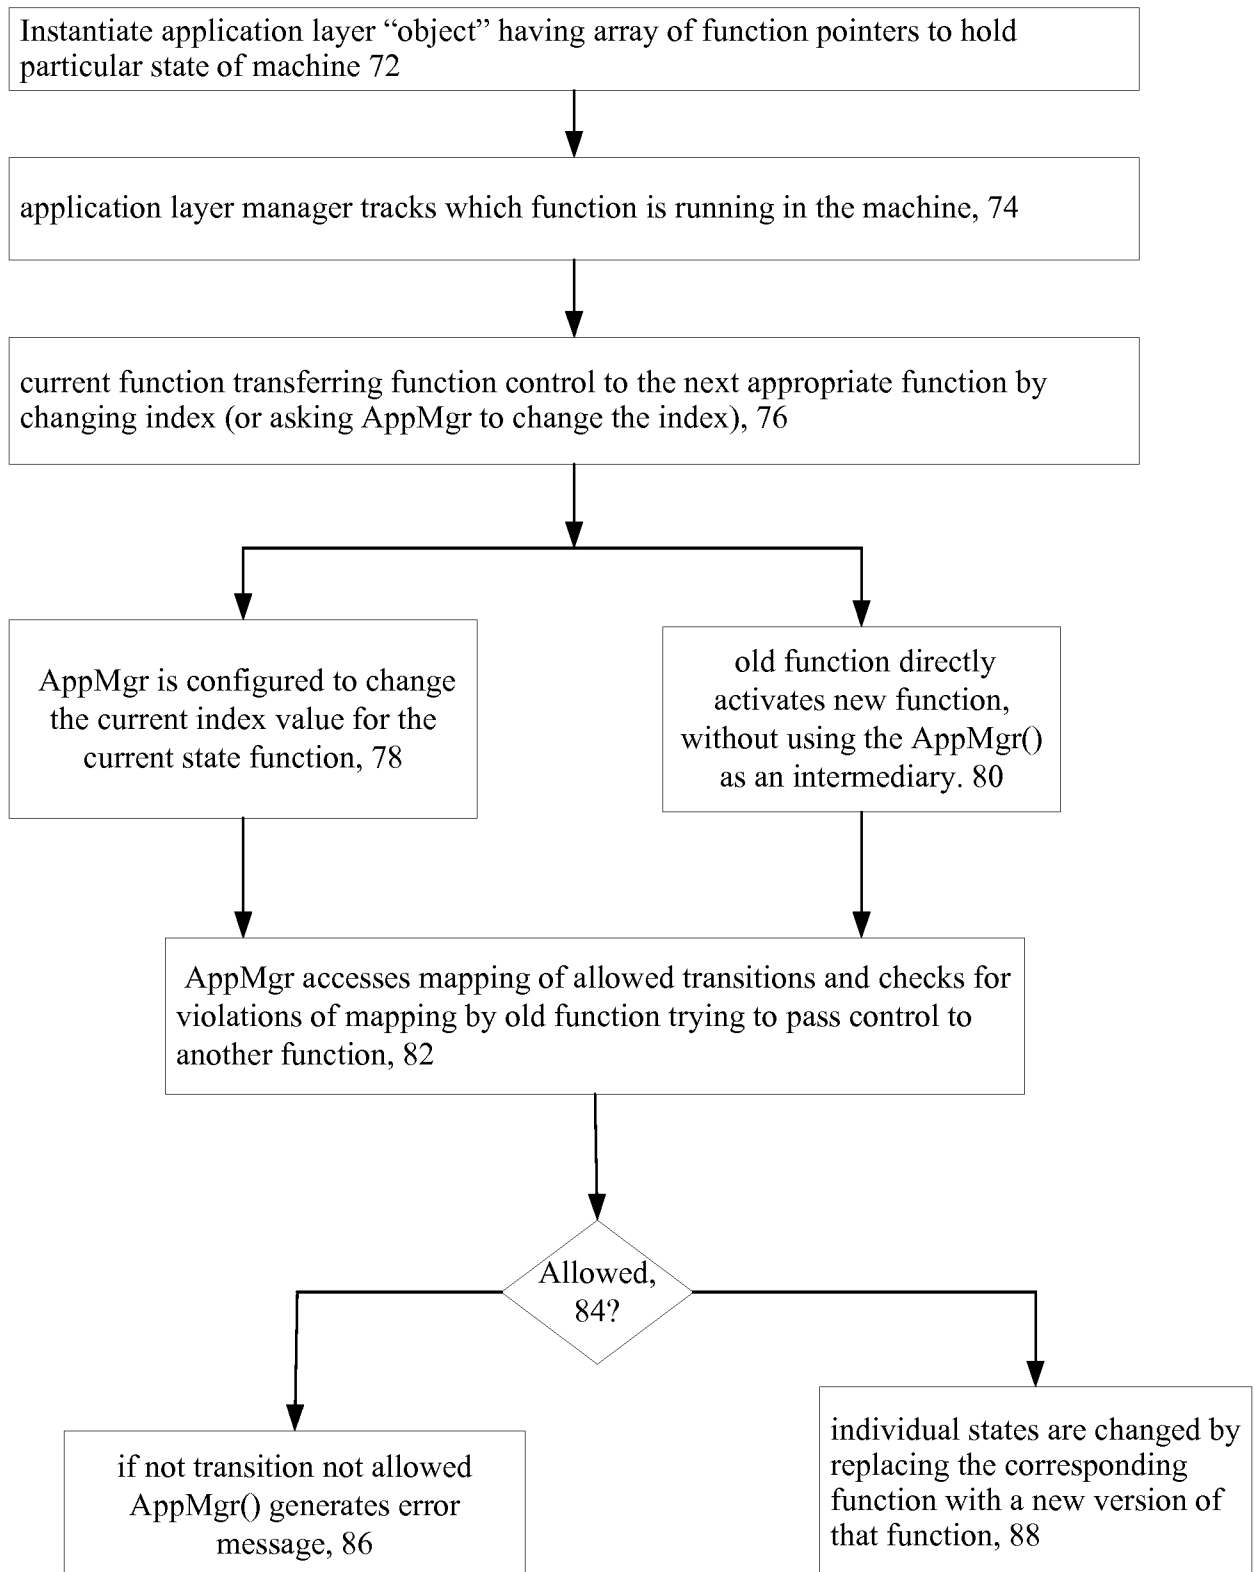 Instantiate application layer “object” having array of function pointers to hold
particular state of machine 72
application layer manager tracks which function is running in the machine, 74
current function transferring function control to the next appropriate function by
changing index (or asking AppMgr to change the index), 76
AppMgr is configured to change
the current index value for the
current state function, 78
old function directly
activates new function,
without using the AppMgr()
as an intermediary. 80
AppMgr accesses mapping of allowed transitions and checks for
violations of mapping by old function trying to pass control to
another function, 82
Allowed,
84?
if not transition not allowed
AppMgr() generates error
message, 86
individual states are changed by
replacing the corresponding
function with a new version of
that function, 88